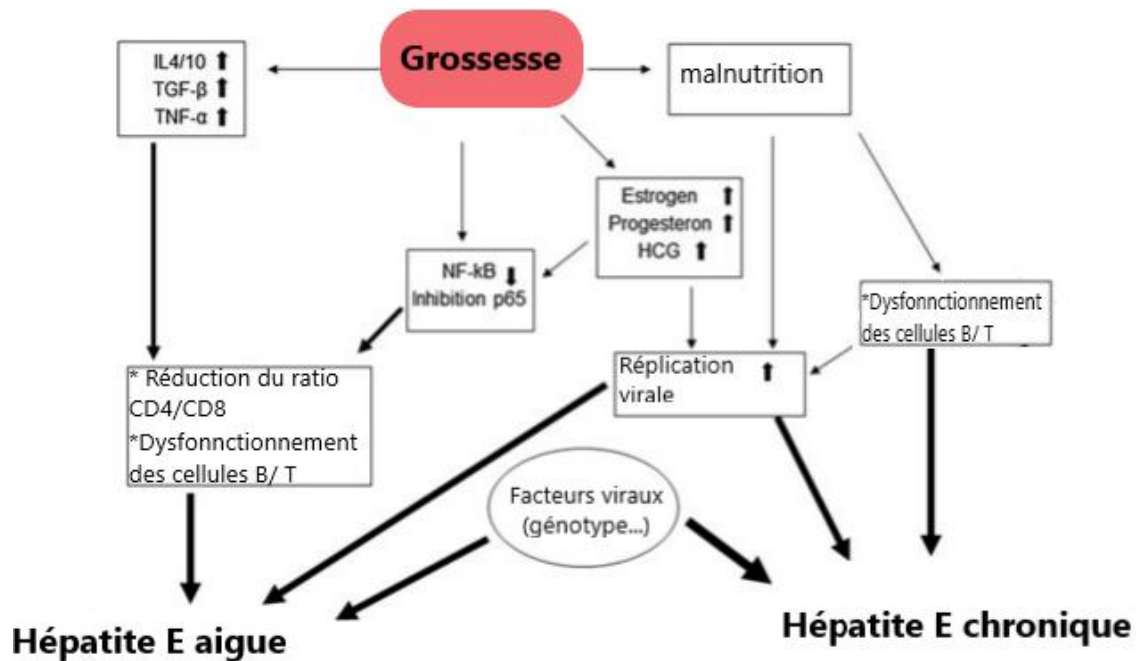 Grossesse
IL4/10 ⬆
TGF-β ⬆
TNF-α ⬆
malnutrition
Estrogen ⬆
Progesteron ⬆
HCG ⬆
NF-kB ⬇
Inhibition p65
*Dysfonnctionnement
des cellules B/ T
Réplication ⬆
virale
* Réduction du ratio
CD4/CD8
*Dysfonnctionnement
des cellules B/ T
Facteurs viraux
(génotype...)
Hépatite E aigue
Hépatite E chronique